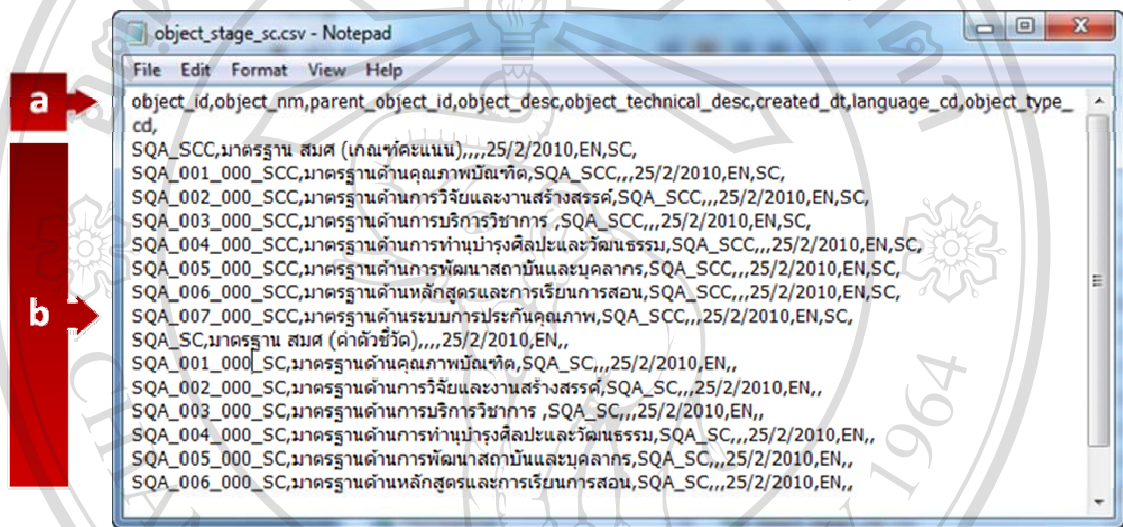 object_stage_sc.csv - Notepad
File Edit Format View Help
a
object_id,object_nm,parent_object_id,object_desc,object_technical_desc,created_dt,language_cd,object_type_
cd,
SQA_SCC,มาตรฐาน สมศ (เกณฑ์คะแนน),,,,25/2/2010,EN,SC,
SQA_001_000_SCC,มาตรฐานด้านคุณภาพบัณฑิต,SQA_SCC,,,25/2/2010,EN,SC,
SQA_002_000_SCC,มาตรฐานด้านการวิจัยและงานสร้างสรรค์,SQA_SCC,,,25/2/2010,EN,SC,
SQA_003_000_SCC,มาตรฐานด้านการบริการวิชาการ ,SQA_SCC,,,25/2/2010,EN,SC,
SQA_004_000_SCC,มาตรฐานด้านการทำนุบำรุงศิลปะและวัฒนธรรม,SQA_SCC,,,25/2/2010,EN,SC,
SQA_005_000_SCC,มาตรฐานด้านการพัฒนาสถาบันและบุคลากร,SQA_SCC,,,25/2/2010,EN,SC,
SQA_006_000_SCC,มาตรฐานด้านหลักสูตรและการเรียนการสอน,SQA_SCC,,,25/2/2010,EN,SC,
b
SQA_007_000_SCC,มาตรฐานด้านระบบการประกันคุณภาพ,SQA_SCC,,,25/2/2010,EN,SC,
SQA_SC,มาตรฐาน สมศ (ค่าตัวชี้วัด),,,,25/2/2010,EN,,
SQA_001_000_SC,มาตรฐานด้านคุณภาพบัณฑิต,SQA_SC,,,25/2/2010,EN,,
SQA_002_000_SC,มาตรฐานด้านการวิจัยและงานสร้างสรรค์,SQA_SC,,,25/2/2010,EN,,
SQA_003_000_SC,มาตรฐานด้านการบริการวิชาการ ,SQA_SC,,,25/2/2010,EN,,
SQA_004_000_SC,มาตรฐานด้านการทำนุบำรุงศิลปะและวัฒนธรรม,SQA_SC,,,25/2/2010,EN,,
SQA_005_000_SC,มาตรฐานด้านการพัฒนาสถาบันและบุคลากร,SQA_SC,,,25/2/2010,EN,,
SQA_006_000_SC,มาตรฐานด้านหลักสูตรและการเรียนการสอน,SQA_SC,,,25/2/2010,EN,,
1964